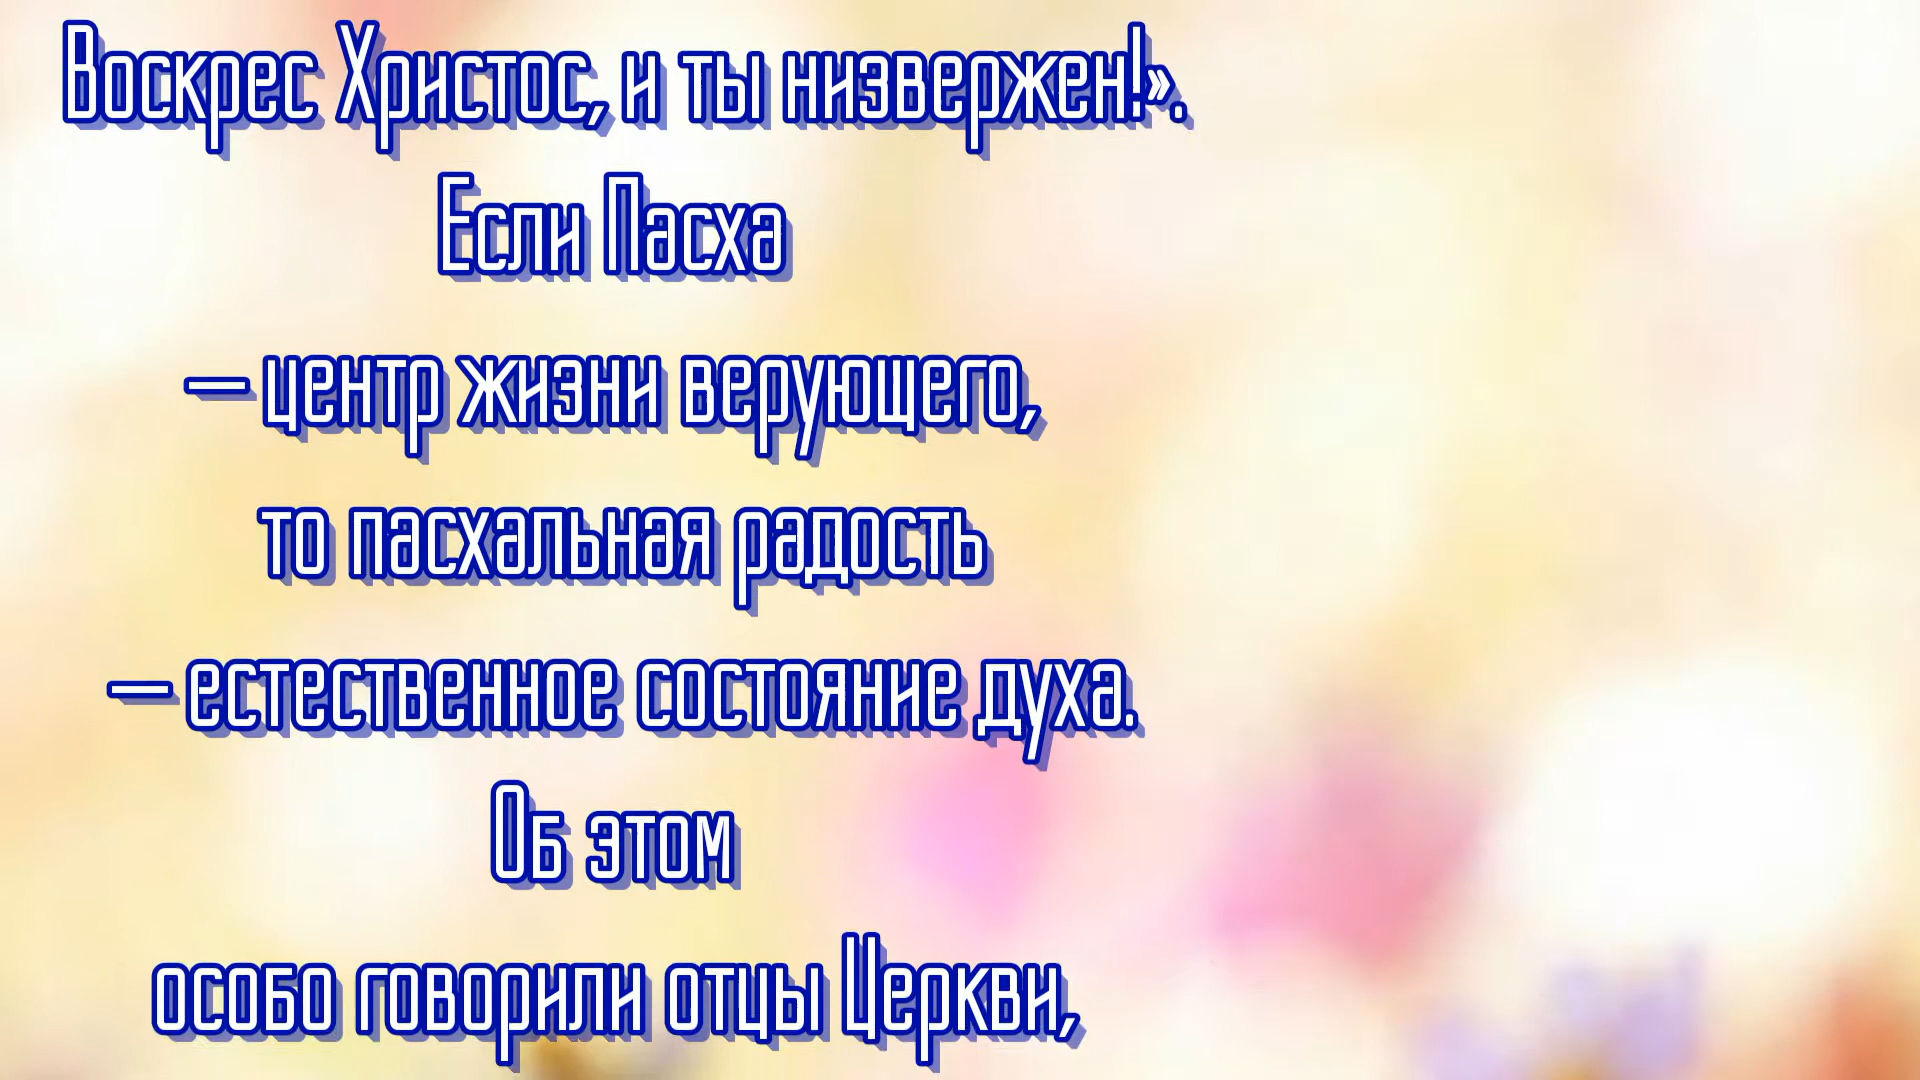 Воскрес Христос, и ты низвержен!».
Если Пасха
— центр жизни верующего,
то пасхальная радость
— естественное состояние духа.
Об этом
особо говорили отцы Церкви,